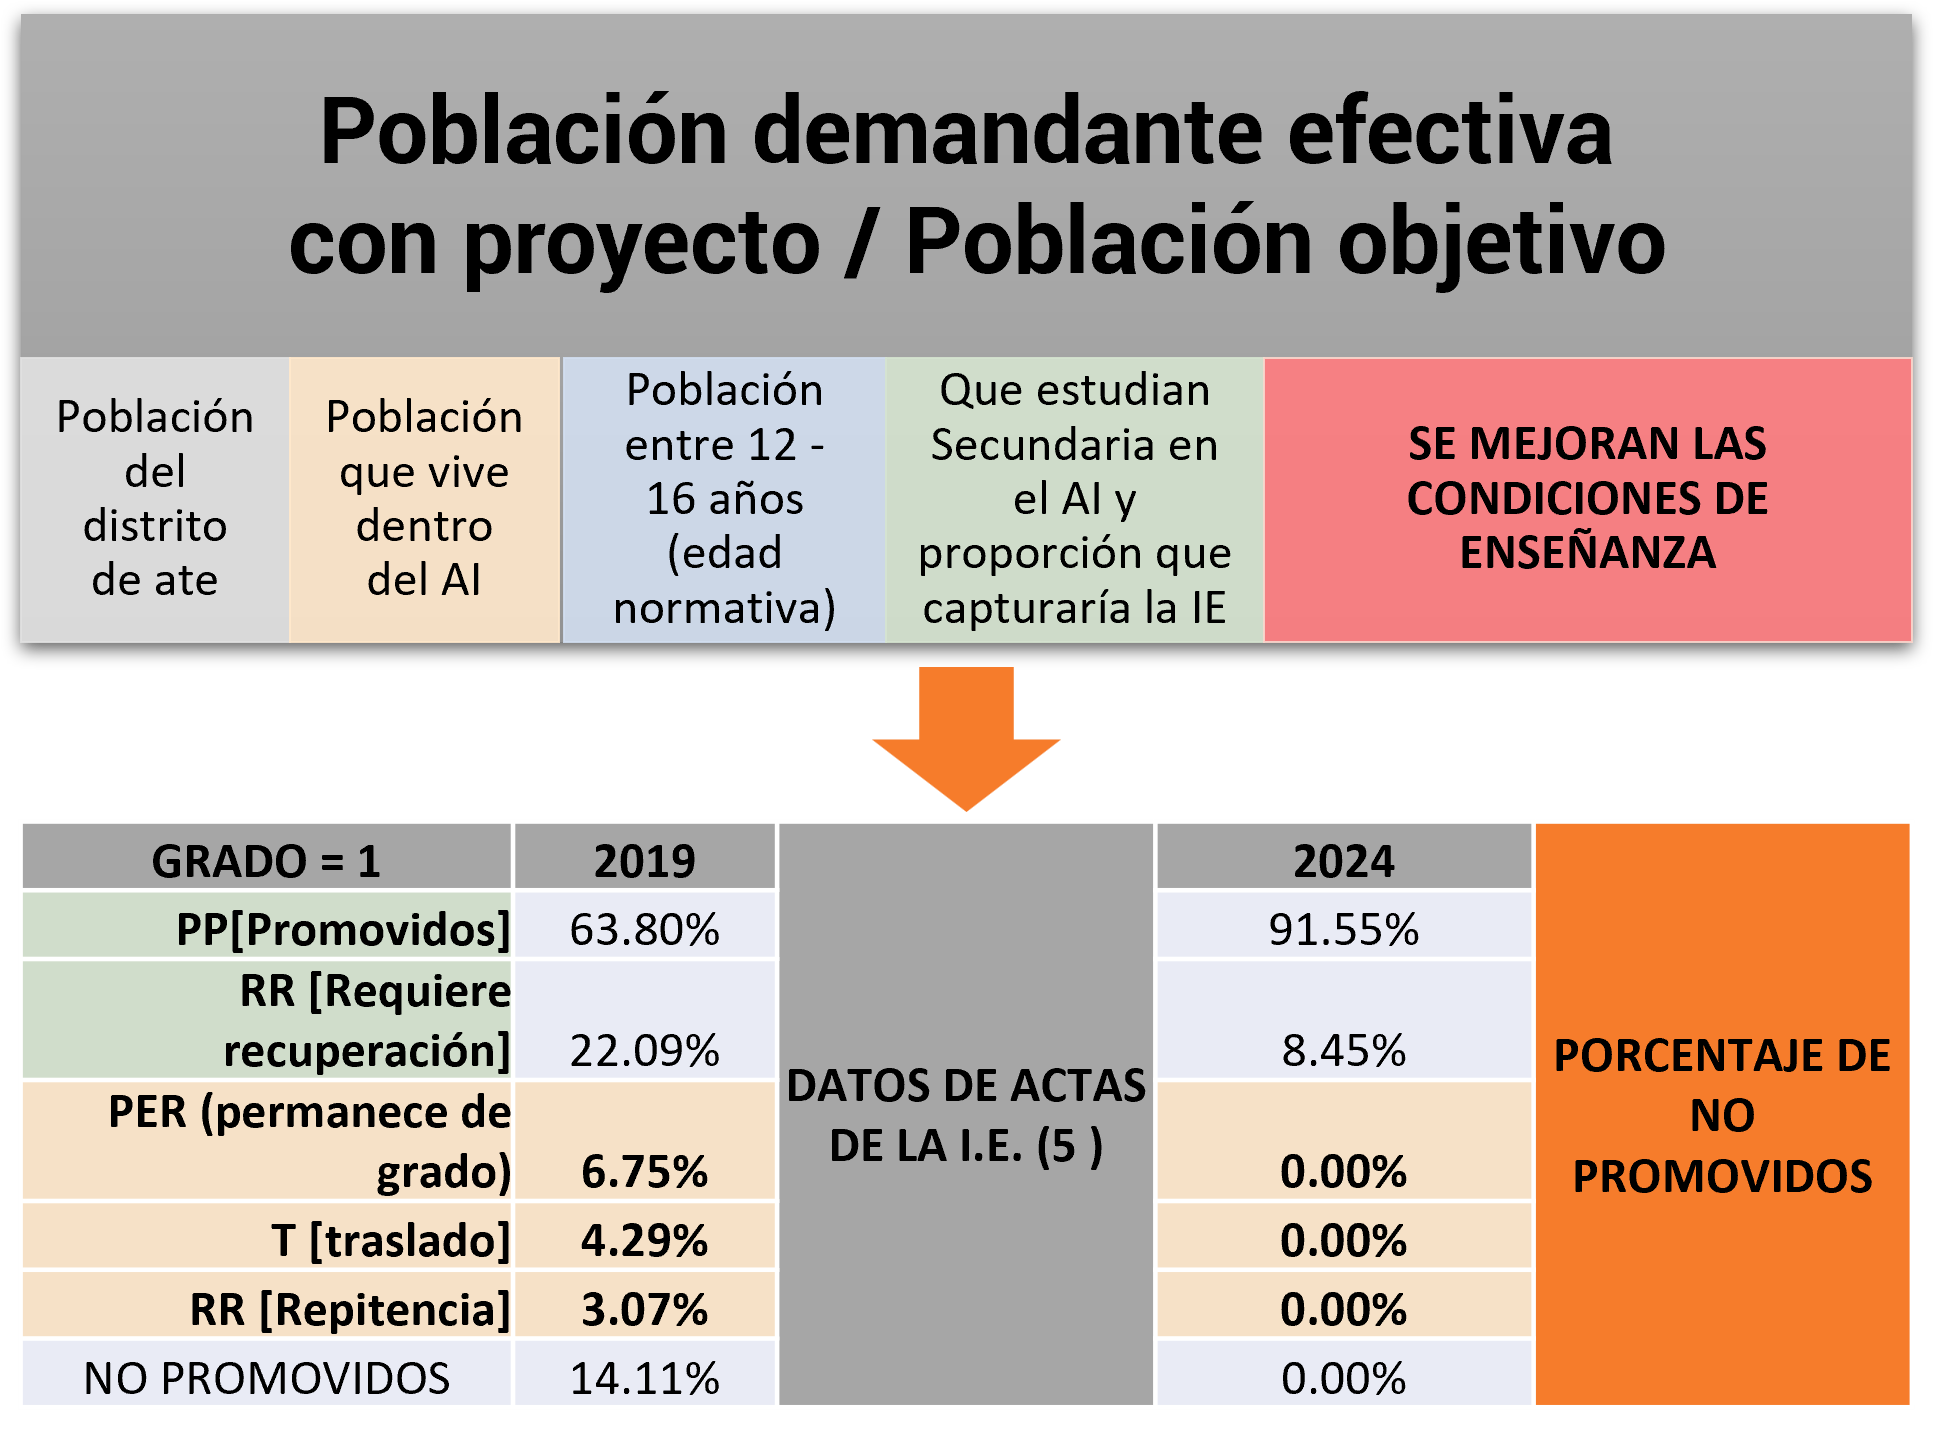 Población demandante efectiva
con proyecto / Población objetivo
Población
del
distrito
de ate
Población
que vive
dentro
del AI
Población
entre 12 -
16 años
(edad
normativa)
Que estudian
Secundaria en
el AI y
proporción que
capturaría la IE
SE MEJORAN LAS
CONDICIONES DE
ENSEÑANZA
GRADO = 1
2019
2024
PP[Promovidos]
63.80%
91.55%
RR [Requiere
recuperación]
22.09%
8.45%
PER (permanece de
grado)
6.75%
0.00%
T [traslado]
4.29%
0.00%
RR [Repitencia]
3.07%
0.00%
NO PROMOVIDOS
14.11%
0.00%
DATOS DE ACTAS
DE LA I.E. (5 )
PORCENTAJE DE
NO
PROMOVIDOS